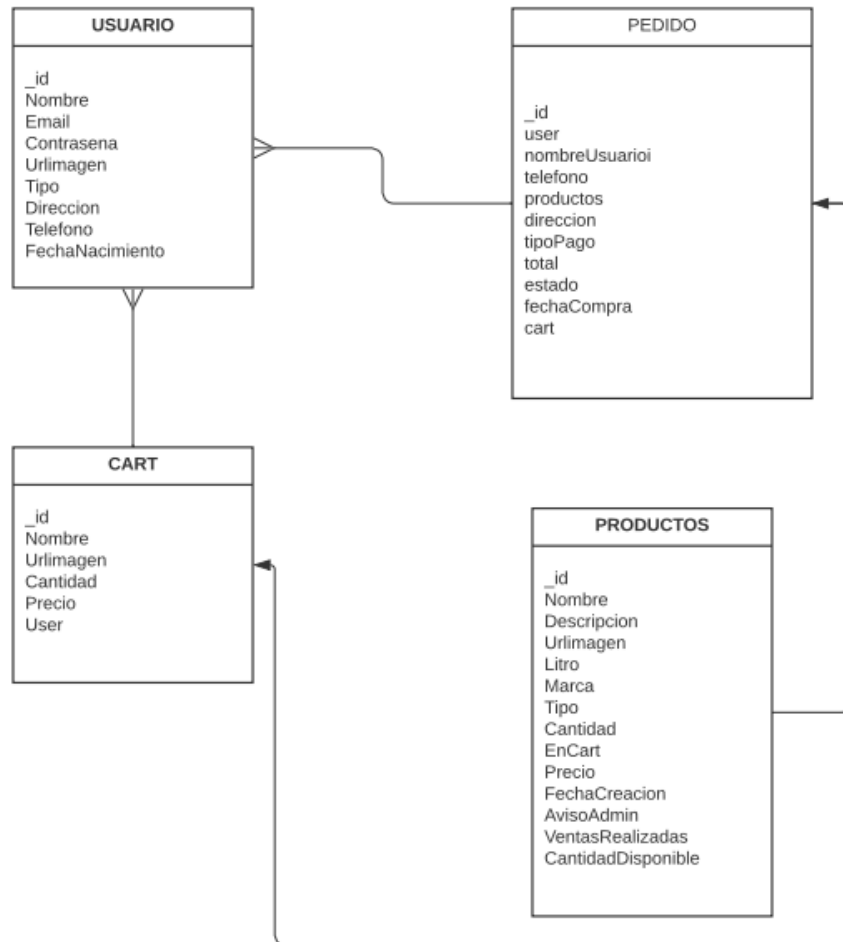 USUARIO
_id
Nombre
Email
Contrasena
Urlimagen
Tipo
Direccion
Telefono
FechaNacimiento
PEDIDO
_id
user
nombreUsuarioi
telefono
productos
direccion
tipoPago
total
estado
fechaCompra
cart
CART
_id
Nombre
Urlimagen
Cantidad
Precio
User
PRODUCTOS
_id
Nombre
Descripcion
Urlimagen
Litro
Marca
Tipo
Cantidad
EnCart
Precio
FechaCreacion
AvisoAdmin
VentasRealizadas
CantidadDisponible